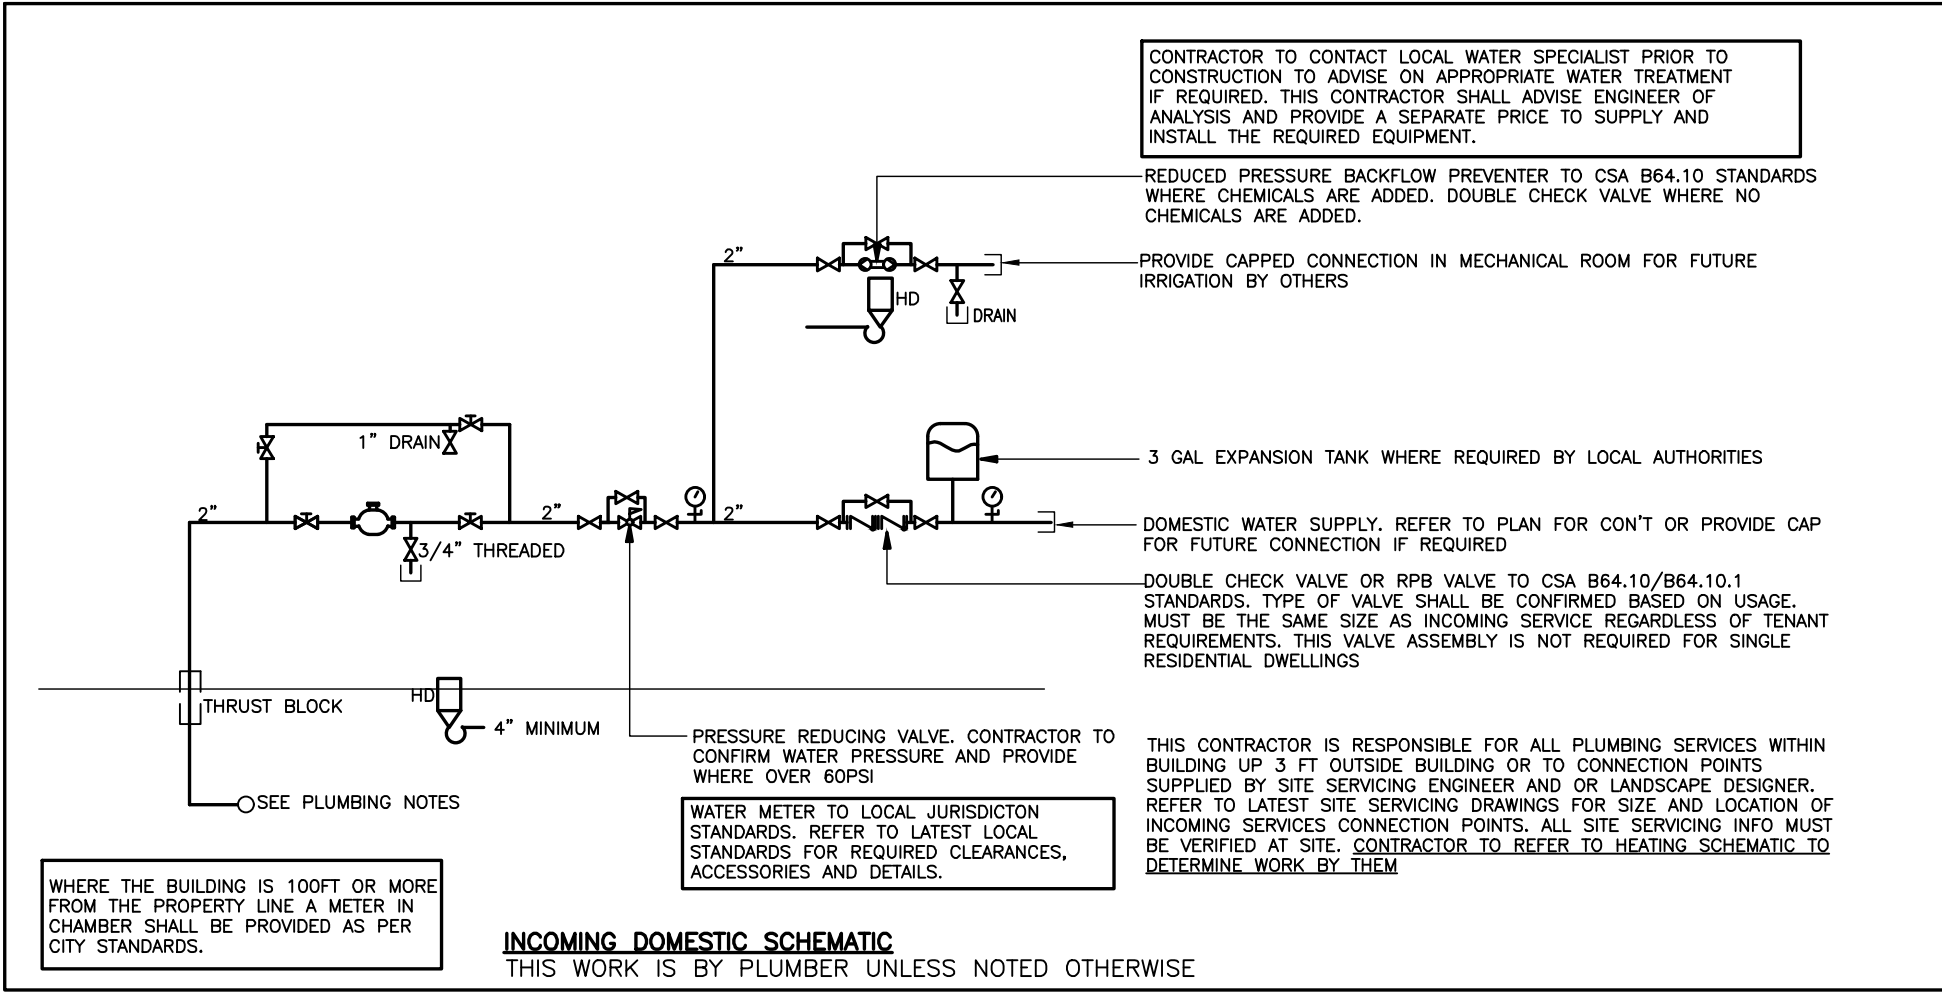 CONTRACTOR TO CONTACT LOCAL WATER SPECIALIST PRIOR TO
CONSTRUCTION TO ADVISE ON APPROPRIATE WATER TREATMENT
IF REQUIRED. THIS CONTRACTOR SHALL ADVISE ENGINEER OF
ANALYSIS AND PROVIDE A SEPARATE PRICE TO SUPPLY AND
INSTALL THE REQUIRED EQUIPMENT.
REDUCED PRESSURE BACKFLOW PREVENTER TO CSA B64.10 STANDARDS
WHERE CHEMICALS ARE ADDED. DOUBLE CHECK VALVE WHERE NO
CHEMICALS ARE ADDED.
2"
PROVIDE CAPPED CONNECTION IN MECHANICAL ROOM FOR FUTURE
IRRIGATION BY OTHERS
HD
DRAIN
1" DRAIN
3 GAL EXPANSION TANK WHERE REQUIRED BY LOCAL AUTHORITIES
2"
2"
2"
3/4" THREADED
DOMESTIC WATER SUPPLY. REFER TO PLAN FOR CON'T OR PROVIDE CAP
FOR FUTURE CONNECTION IF REQUIRED
DOUBLE CHECK VALVE OR RPB VALVE TO CSA B64.10/B64.10.1
STANDARDS. TYPE OF VALVE SHALL BE CONFIRMED BASED ON USAGE.
MUST BE THE SAME SIZE AS INCOMING SERVICE REGARDLESS OF TENANT
REQUIREMENTS. THIS VALVE ASSEMBLY IS NOT REQUIRED FOR SINGLE
RESIDENTIAL DWELLINGS
THRUST BLOCK
HD
4" MINIMUM
PRESSURE REDUCING VALVE. CONTRACTOR TO
CONFIRM WATER PRESSURE AND PROVIDE
WHERE OVER 60PSI
THIS CONTRACTOR IS RESPONSIBLE FOR ALL PLUMBING SERVICES WITHIN
BUILDING UP 3 FT OUTSIDE BUILDING OR TO CONNECTION POINTS
SUPPLIED BY SITE SERVICING ENGINEER AND OR LANDSCAPE DESIGNER.
REFER TO LATEST SITE SERVICING DRAWINGS FOR SIZE AND LOCATION OF
INCOMING SERVICES CONNECTION POINTS. ALL SITE SERVICING INFO MUST
BE VERIFIED AT SITE. CONTRACTOR TO REFER TO HEATING SCHEMATIC TO
DETERMINE WORK BY THEM
SEE PLUMBING NOTES
WATER METER TO LOCAL JURISDICTON
STANDARDS. REFER TO LATEST LOCAL
STANDARDS FOR REQUIRED CLEARANCES,
ACCESSORIES AND DETAILS.
WHERE THE BUILDING IS 100FT OR MORE
FROM THE PROPERTY LINE A METER IN
CHAMBER SHALL BE PROVIDED AS PER
CITY STANDARDS.
INCOMING DOMESTIC SCHEMATIC
THIS WORK IS BY PLUMBER UNLESS NOTED OTHERWISE